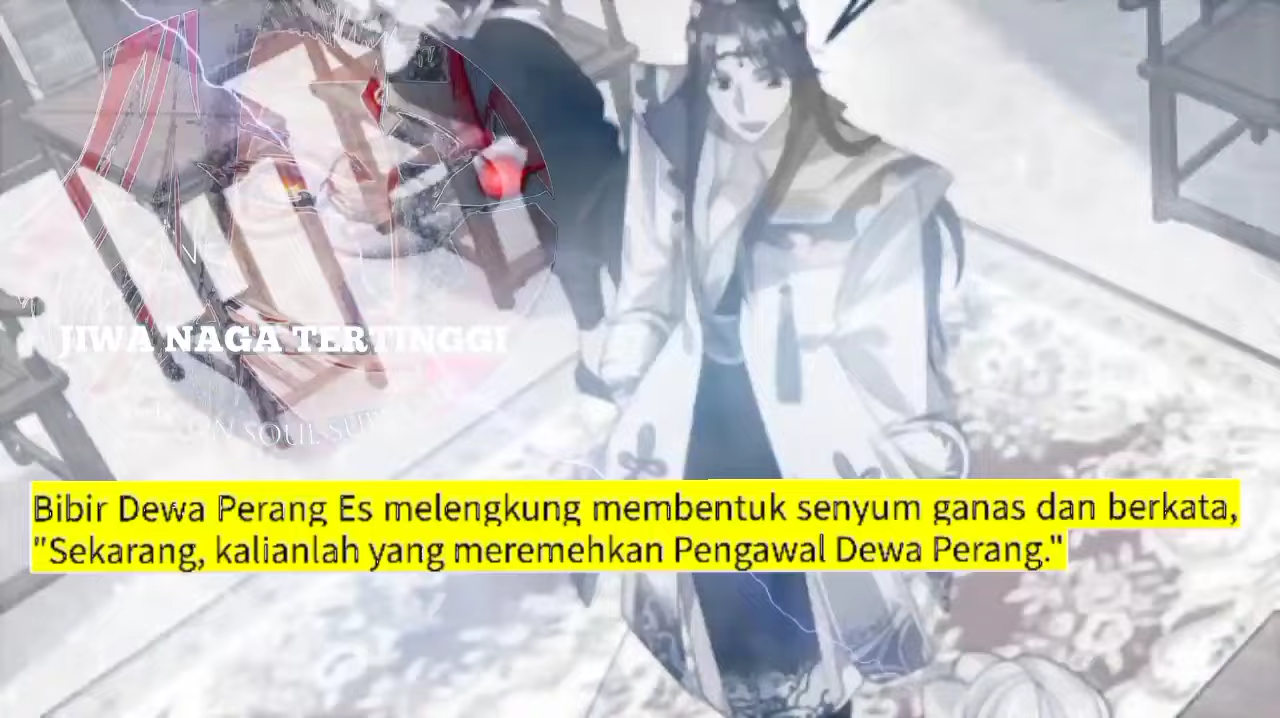 JIWA NAGA TERTINGGI
SOUL
Bibir Dewa Perang Es melengkung membentuk senyum ganas dan berkata,
"Sekarang, kalianlah yang meremehkan Pengawal Dewa Perang."